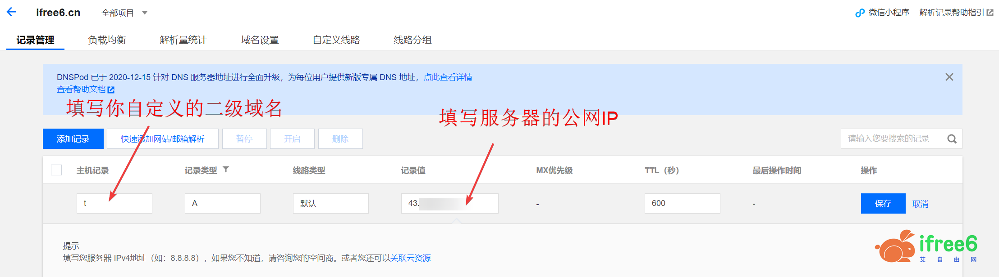 ifree6.cn 全部项目 微信小程序 解析记录帮助指引
记录管理 负载均衡 解析量统计 域名设置 自定义线路 线路分组
DNSPod 已于 2020-12-15 针对 DNS 服务器地址进行全面升级，为每位用户提供新版专属 DNS 地址，点此查看详情
查看帮助文档
填写你自定义的二级域名
填写服务器的公网IP
添加记录 快速添加网站/邮箱解析 暂停 开启 删除 请输入您要搜索的记录
主机记录 记录类型 线路类型 记录值 MX优先级 TTL（秒） 最后操作时间 操作
t A 默认 43. - 600 - 保存 取消
提示
填写您服务器 IPv4地址（如：8.8.8.8），如果您不知道，请咨询您的空间商。或者您还可以关联云资源
ifree6
艾自由网